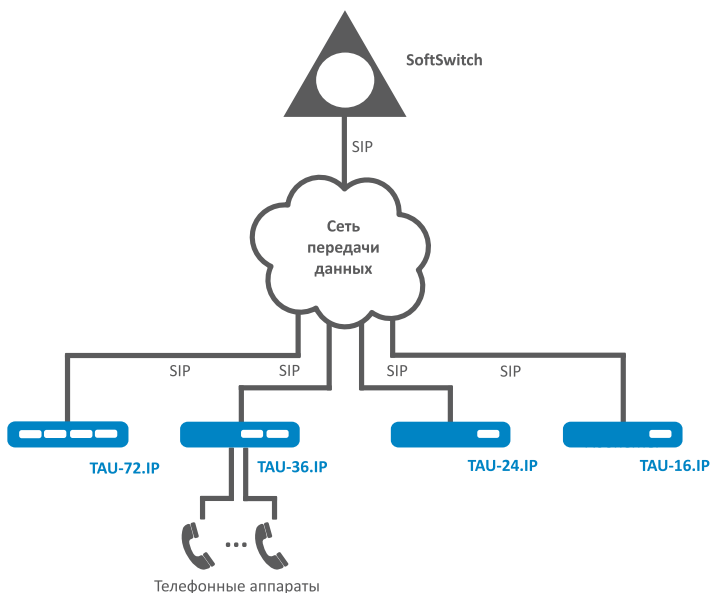 SoftSwitch
SIP
Сеть
передачи
данных
SIP
SIP
SIP
SIP
TAU-72.IP
TAU-36.IP
TAU-24.IP
TAU-16.IP
Телефонные аппараты